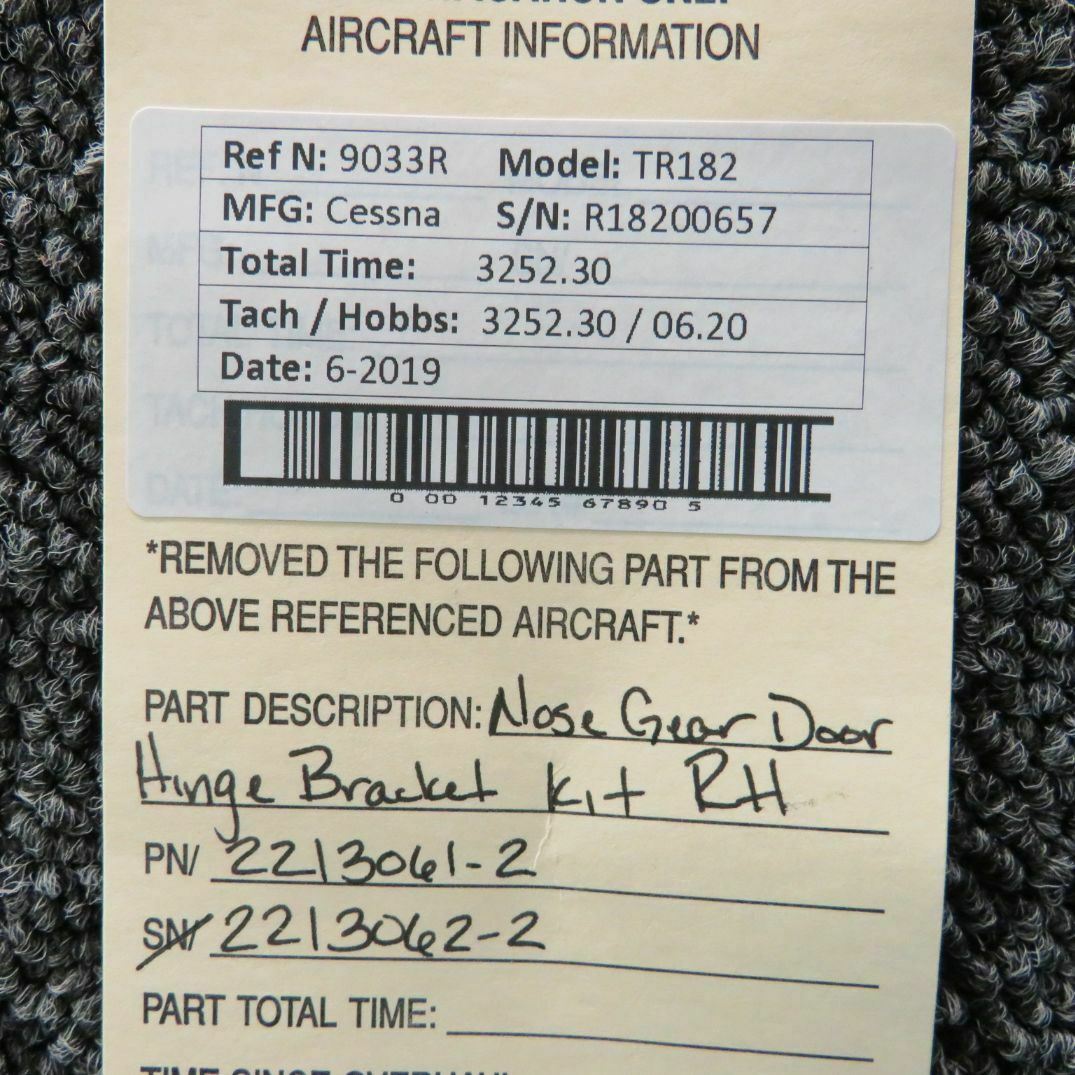 AIRCRAFT INFORMATION
Ref N: 9033R Model: TR182
MFG: Cessna S/N: R18200657
Total Time: 3252.30
Tach / Hobbs: 3252.30 / 06.20
Date: 6-2019
0 00 12345 67890 5
*REMOVED THE FOLLOWING PART FROM THE
ABOVE REFERENCED AIRCRAFT.*
PART DESCRIPTION: Nose Gear Door
Hinge Bracket Kit RH
PN/ 2213061-2
SN/ 2213062-2
PART TOTAL TIME: